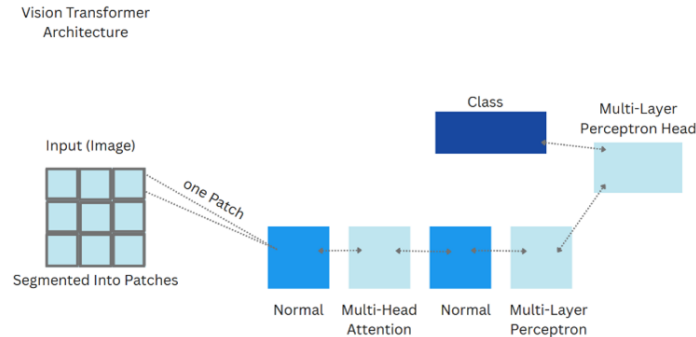 Vision Transformer
Architecture
Class
Multi-Layer
Perceptron Head
Input (Image)
one Patch
Segmented Into Patches
Normal
Multi-Head
Attention
Normal
Multi-Layer
Perceptron